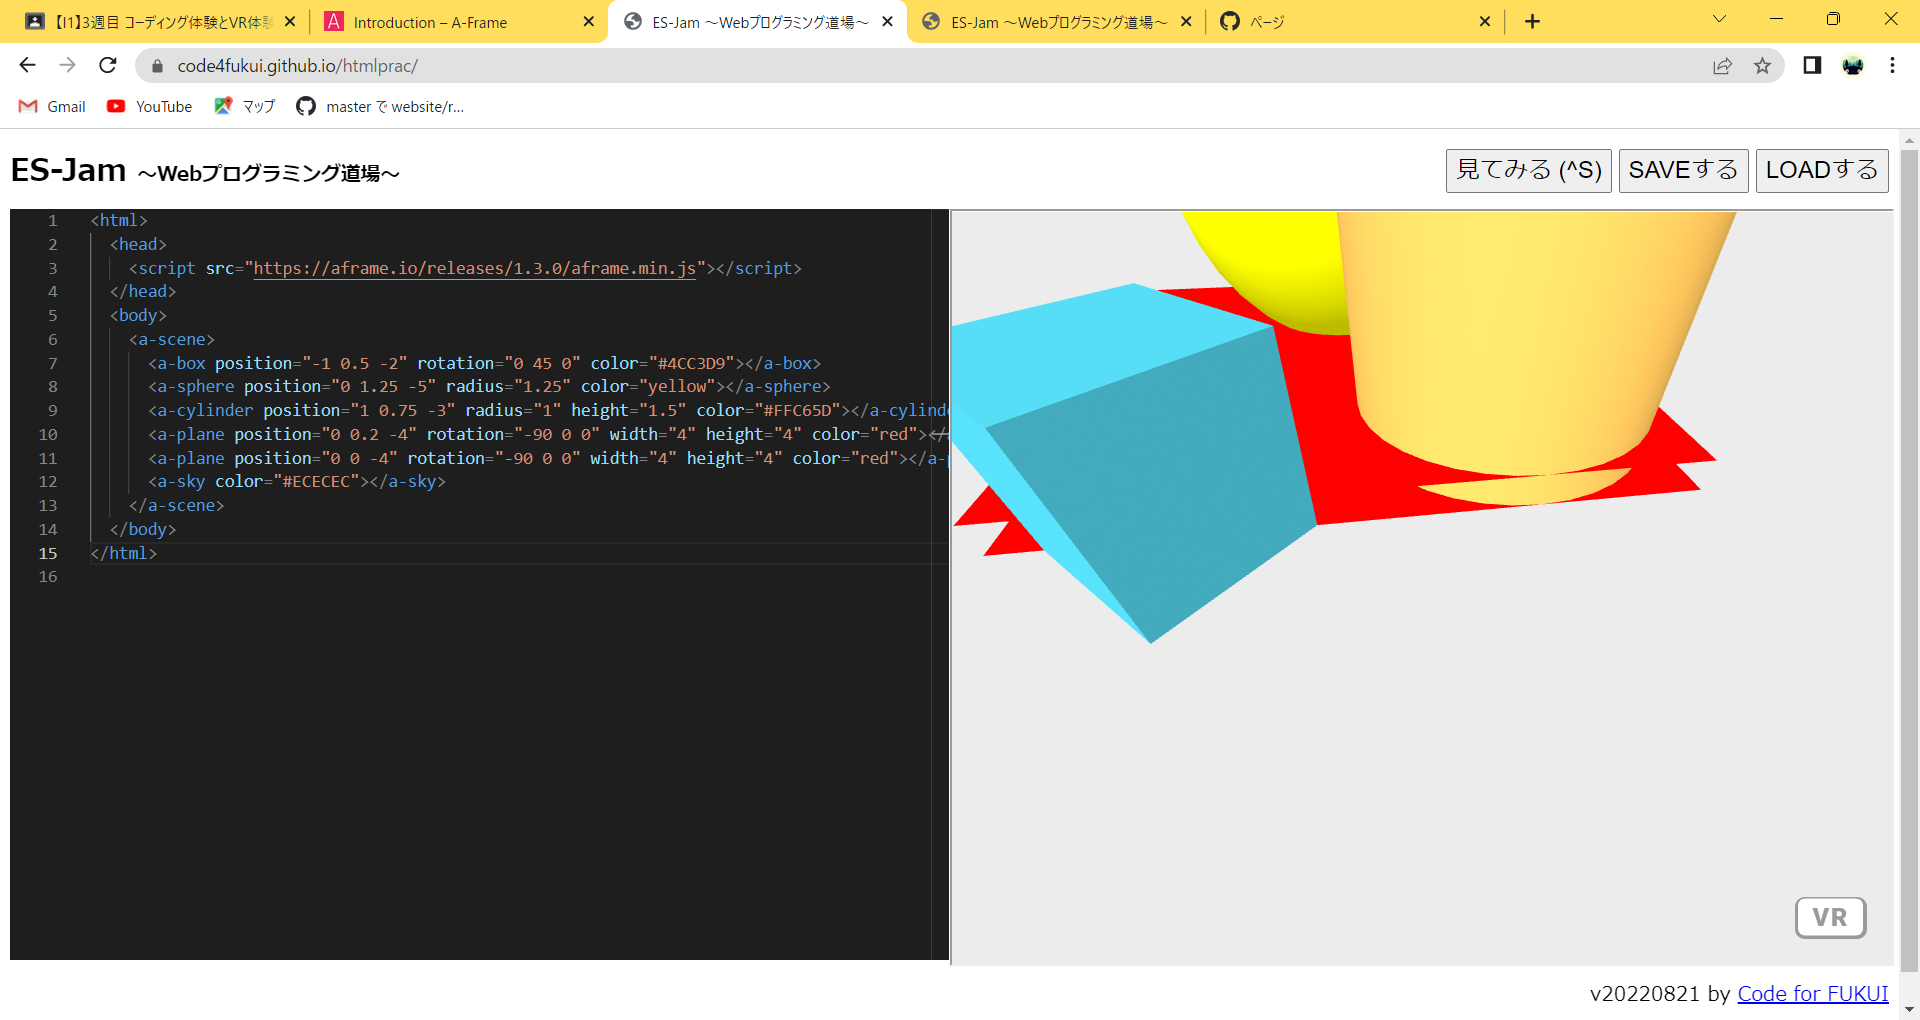 【I1】3週目 コーディング体験とVR体験
Introduction – A-Frame
ES-Jam ～Webプログラミング道場～
ES-Jam ～Webプログラミング道場～
ページ
code4fukui.github.io/htmlprac/
Gmail
YouTube
マップ
master で website/r...
ES-Jam ～Webプログラミング道場～
見てみる (^S)
SAVEする
LOADする
1 <html>
2 <head>
3 <script src="https://aframe.io/releases/1.3.0/aframe.min.js"></script>
4 </head>
5 <body>
6 <a-scene>
7 <a-box position="-1 0.5 -2" rotation="0 45 0" color="#4CC3D9"></a-box>
8 <a-sphere position="0 1.25 -5" radius="1.25" color="yellow"></a-sphere>
9 <a-cylinder position="1 0.75 -3" radius="1" height="1.5" color="#FFC65D"></a-cylinde
10 <a-plane position="0 0.2 -4" rotation="-90 0 0" width="4" height="4" color="red"></
11 <a-plane position="0 0 -4" rotation="-90 0 0" width="4" height="4" color="red"></a-p
12 <a-sky color="#ECECEC"></a-sky>
13 </a-scene>
14 </body>
15 </html>
16
VR
v20220821 by Code for FUKUI